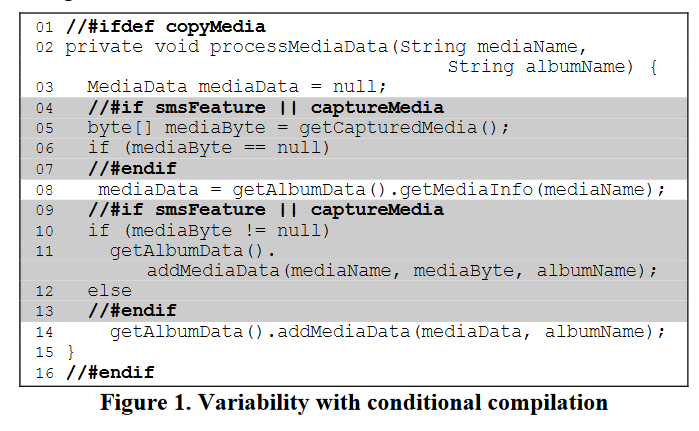 01 //#ifdef copyMedia
02 private void processMediaData(String mediaName,
String albumName) {
03 MediaData mediaData = null;
04 //#if smsFeature || captureMedia
05 byte[] mediaByte = getCapturedMedia();
06 if (mediaByte == null)
07 //#endif
08 mediaData = getAlbumData().getMediaInfo(mediaName);
09 //#if smsFeature || captureMedia
10 if (mediaByte != null)
11 getAlbumData().
addMediaData(mediaName, mediaByte, albumName);
12 else
13 //#endif
14 getAlbumData().addMediaData(mediaData, albumName);
15 }
16 //#endif
Figure 1. Variability with conditional compilation